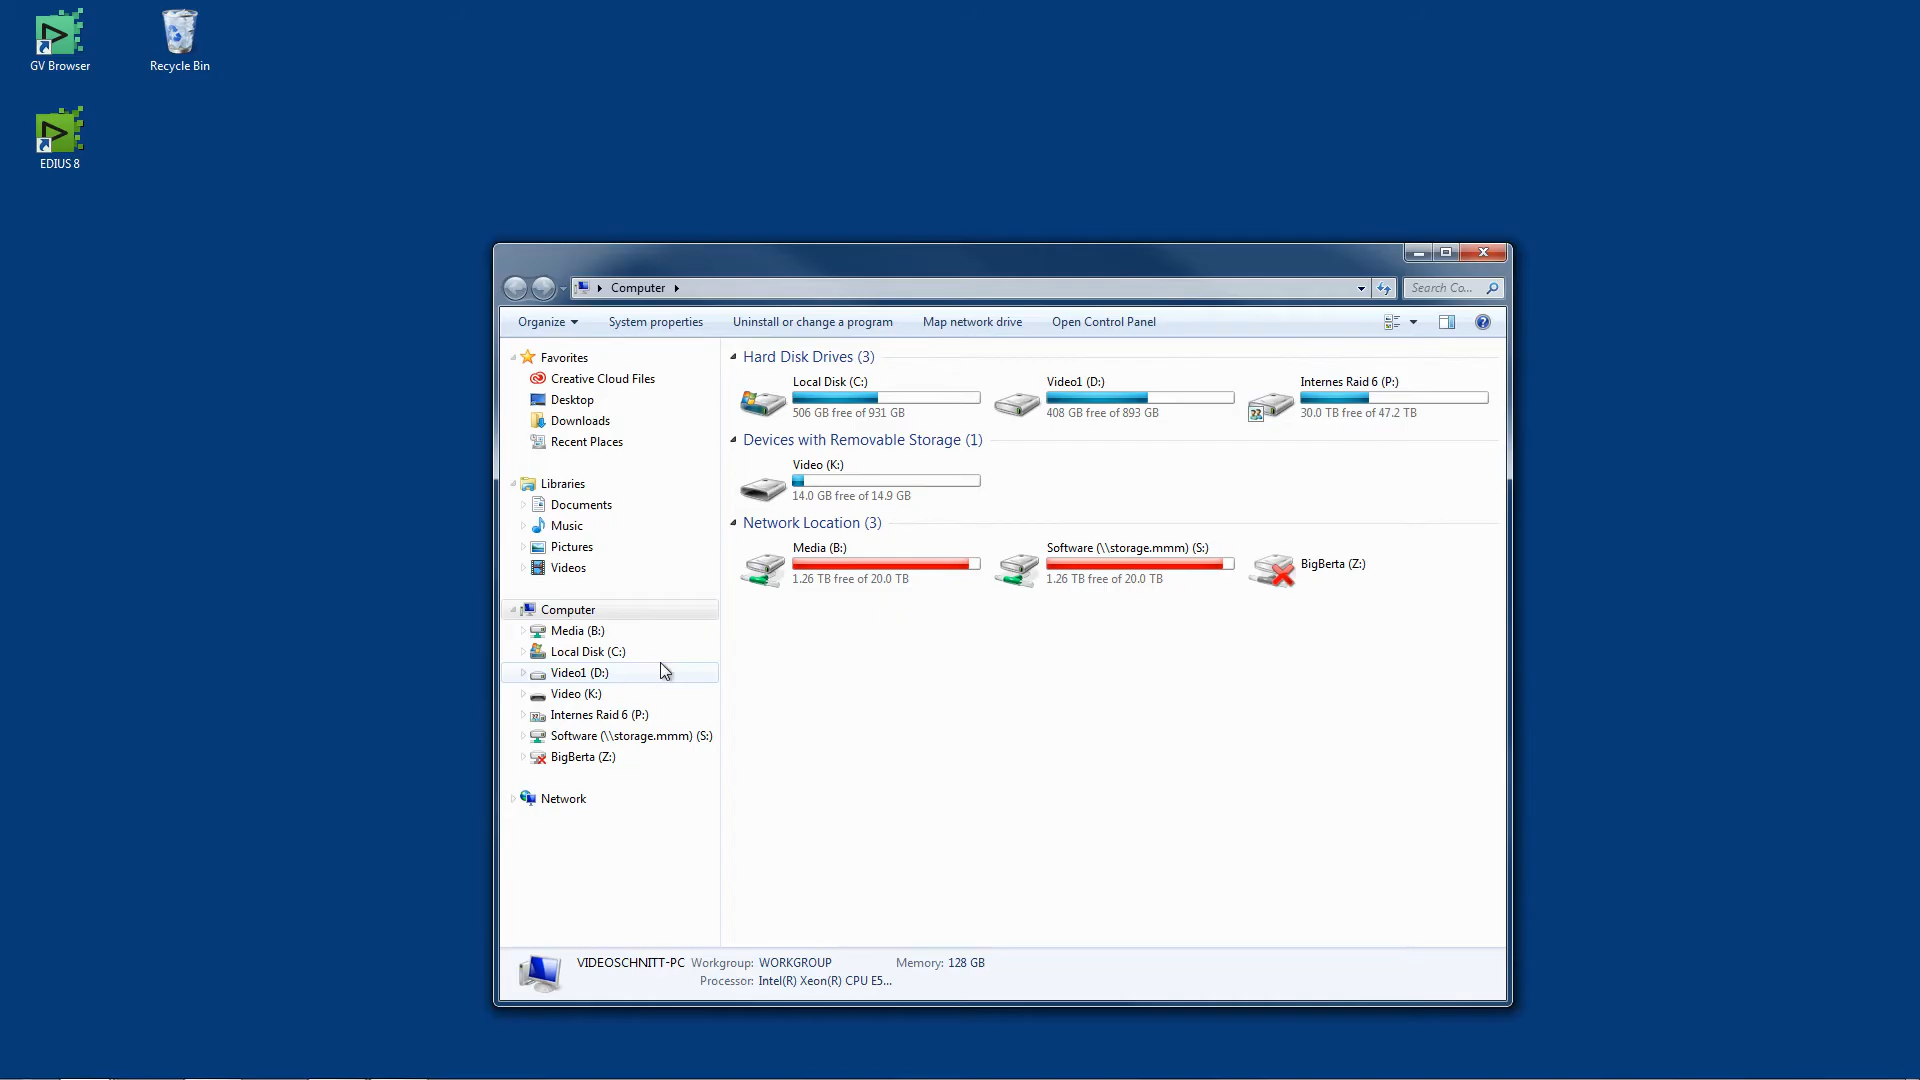 GV Browser
Recycle Bin
EDIUS 8
Computer
Search Co...
Organize
System properties
Uninstall or change a program
Map network drive
Open Control Panel
Favorites
Creative Cloud Files
Desktop
Downloads
Recent Places
Libraries
Documents
Music
Pictures
Videos
Computer
Media (B:)
Local Disk (C:)
Video1 (D:)
Video (K:)
Internes Raid 6 (P:)
Software (\\storage.mmm) (S:)
BigBerta (Z:)
Network
Hard Disk Drives (3)
Local Disk (C:)
506 GB free of 931 GB
Video1 (D:)
408 GB free of 893 GB
Internes Raid 6 (P:)
30.0 TB free of 47.2 TB
Devices with Removable Storage (1)
Video (K:)
14.0 GB free of 14.9 GB
Network Location (3)
Media (B:)
1.26 TB free of 20.0 TB
Software (\\storage.mmm) (S:)
1.26 TB free of 20.0 TB
BigBerta (Z:)
VIDEOSCHNITT-PC Workgroup: WORKGROUP Memory: 128 GB
Processor: Intel(R) Xeon(R) CPU E5...